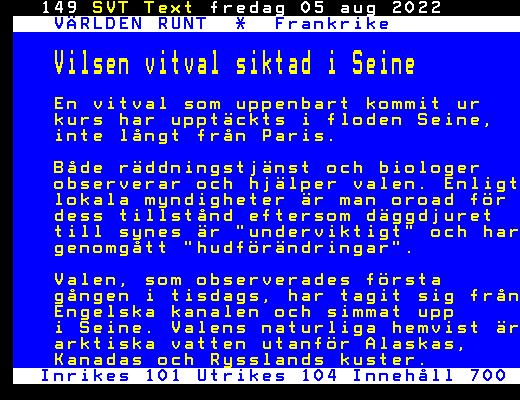 149 SVT Text fredag 05 aug 2022
VÄRLDEN RUNT * Frankrike
Vilsen vitval siktad i Seine
En vitval som uppenbart kommit ur
kurs har upptäckts i floden Seine,
inte långt från Paris.
Både räddningstjänst och biologer
observerar och hjälper valen. Enligt
lokala myndigheter är man oroad för
dess tillstånd eftersom däggdjuret
till synes är "underviktigt" och har
genomgått "hudförändringar".
Valen, som observerades första
gången i tisdags, har tagit sig från
Engelska kanalen och simmat upp
i Seine. Valens naturliga hemvist är
arktiska vatten utanför Alaskas,
Kanadas och Rysslands kuster.
Inrikes 101 Utrikes 104 Innehåll 700